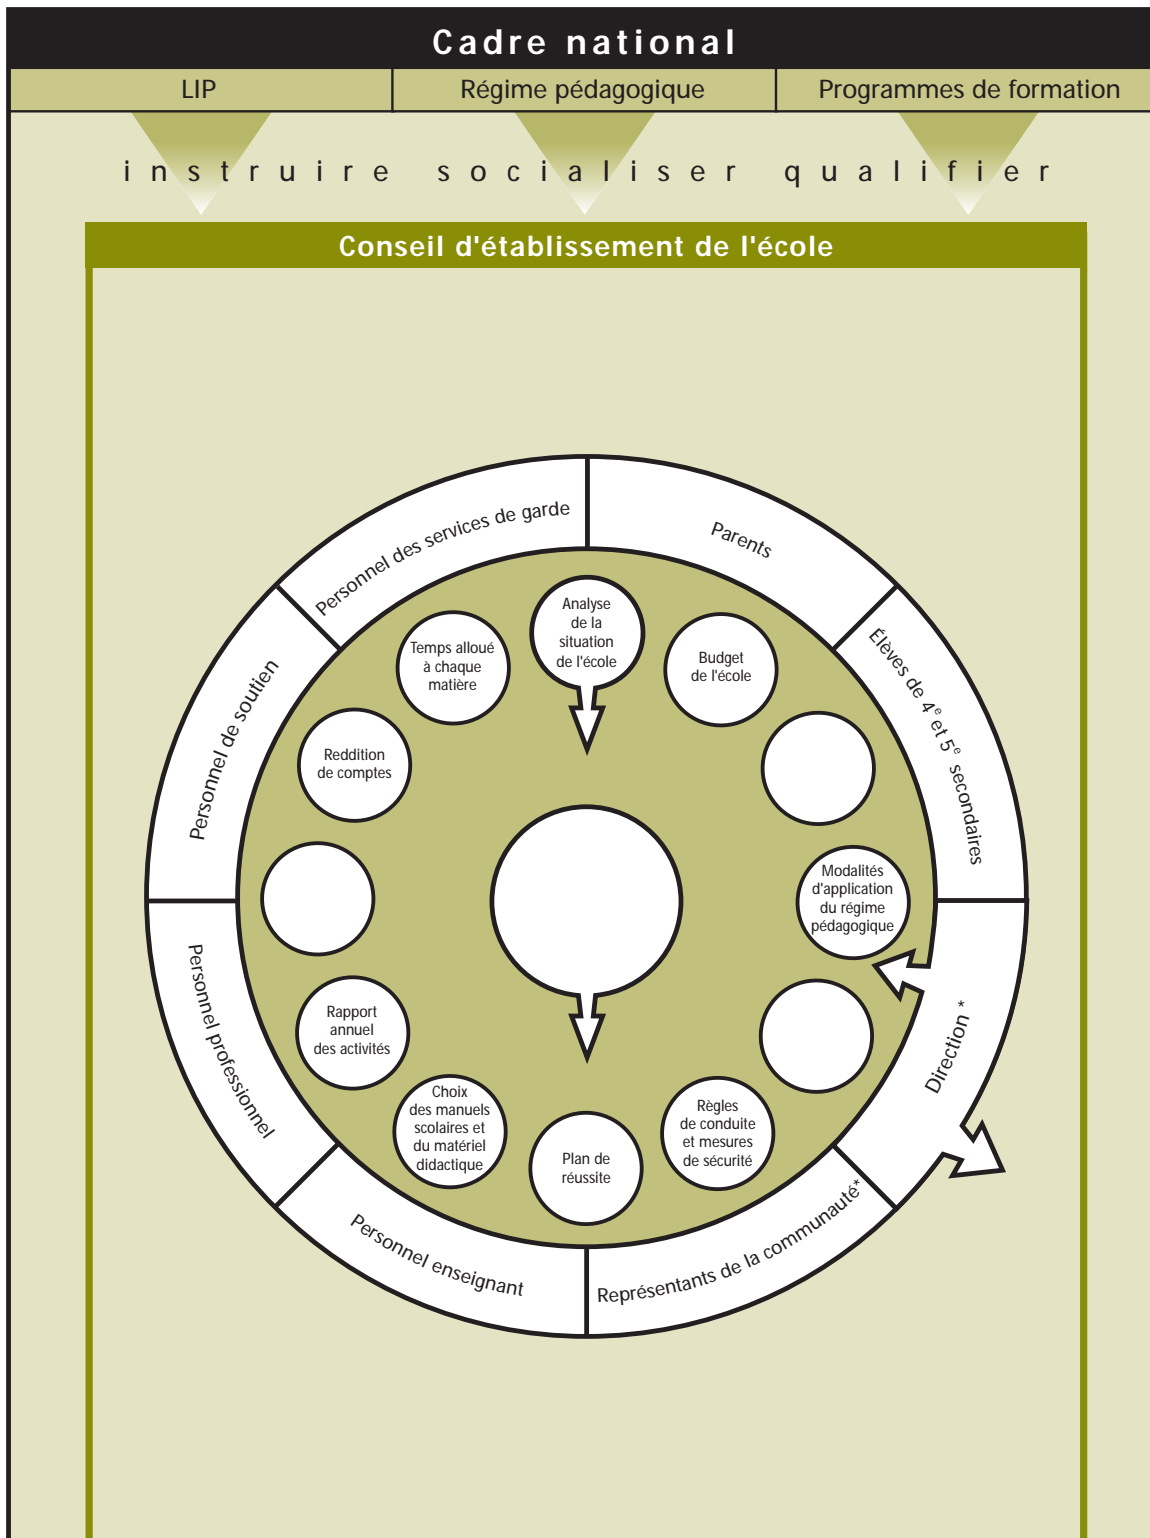 Cadre national
LIP
Régime pédagogique
Programmes de formation
instruire socialiser qualifier
Conseil d'établissement de l'école
Personnel des services de garde
Parents
Élèves de 4e et 5e secondaires
Direction *
Représentants de la communauté*
Personnel enseignant
Personnel professionnel
Personnel de soutien
Analyse
de la
situation
de l'école
Budget
de l'école
Modalités
d'application
du régime
pédagogique
Règles
de conduite
et mesures
de sécurité
Plan de
réussite
Choix
des manuels
scolaires et
du matériel
didactique
Rapport
annuel
des activités
Reddition
de comptes
Temps alloué
à chaque
matière